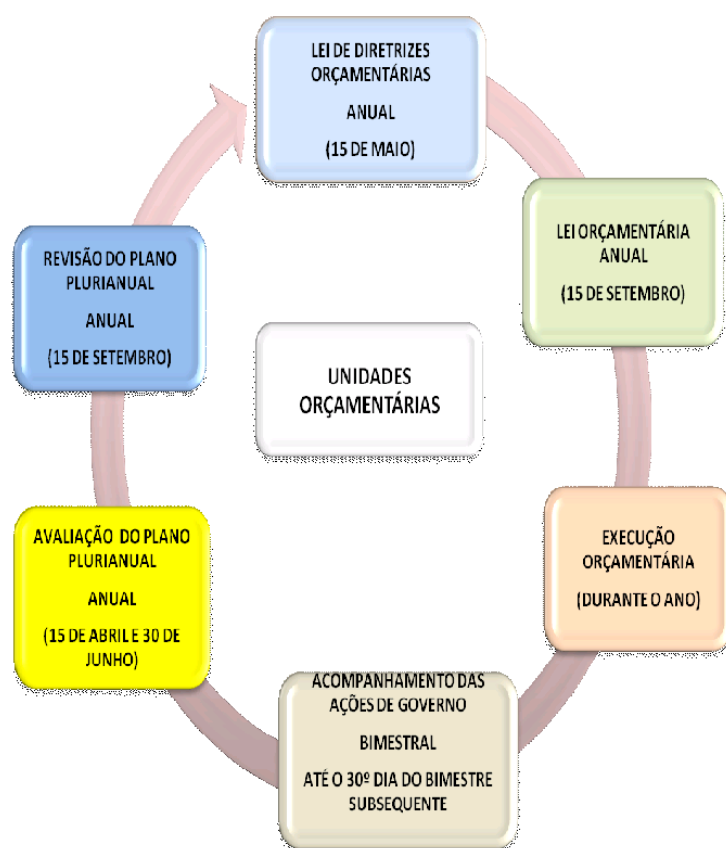 LEI DE DIRETRIZES
ORÇAMENTÁRIAS
ANUAL
(15 DE MAIO)
LEI ORÇAMENTÁRIA
ANUAL
(15 DE SETEMBRO)
EXECUÇÃO
ORÇAMENTÁRIA
(DURANTE O ANO)
ACOMPANHAMENTO DAS
AÇÕES DE GOVERNO
BIMESTRAL
ATÉ O 30º DIA DO BIMESTRE
SUBSEQUENTE
AVALIAÇÃO DO PLANO
PLURIANUAL
ANUAL
(15 DE ABRIL E 30 DE
JUNHO)
REVISÃO DO PLANO
PLURIANUAL
ANUAL
(15 DE SETEMBRO)
UNIDADES
ORÇAMENTÁRIAS